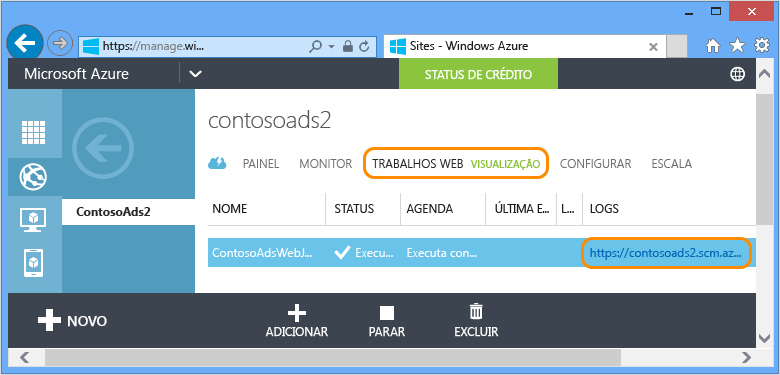 https://manage.wi...
Sites - Windows Azure
Microsoft Azure
STATUS DE CRÉDITO
contosoads2
PAINEL MONITOR TRABALHOS WEB VISUALIZAÇÃO CONFIGURAR ESCALA
ContosoAds2
NOME STATUS AGENDA ÚLTIMA E... L... LOGS
ContosoAdsWebJ... Execu... Executa con... https://contosoads2.scm.az...
NOVO
ADICIONAR PARAR EXCLUIR